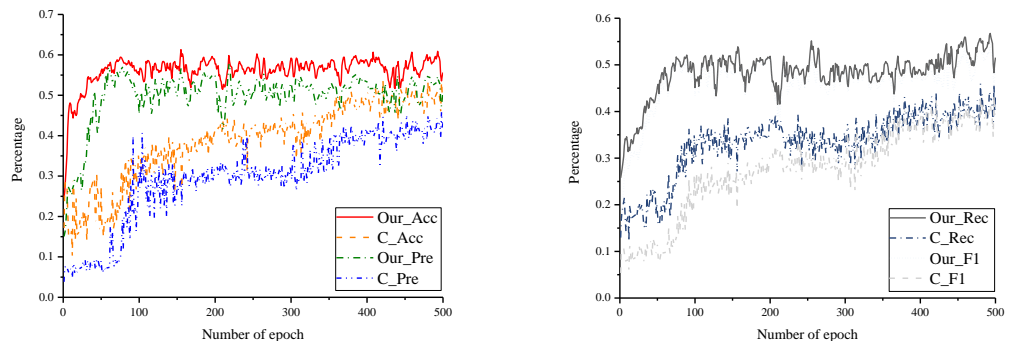 0.7
0.6
0.5
0.4
0.3
0.2
0.1
0.0
Percentage
0
100
200
300
400
500
Number of epoch
Our_Acc
C_Acc
Our_Pre
C_Pre
0.6
0.5
0.4
0.3
0.2
0.1
0.0
Percentage
0
100
200
300
400
500
Number of epoch
Our_Rec
C_Rec
Our_F1
C_F1